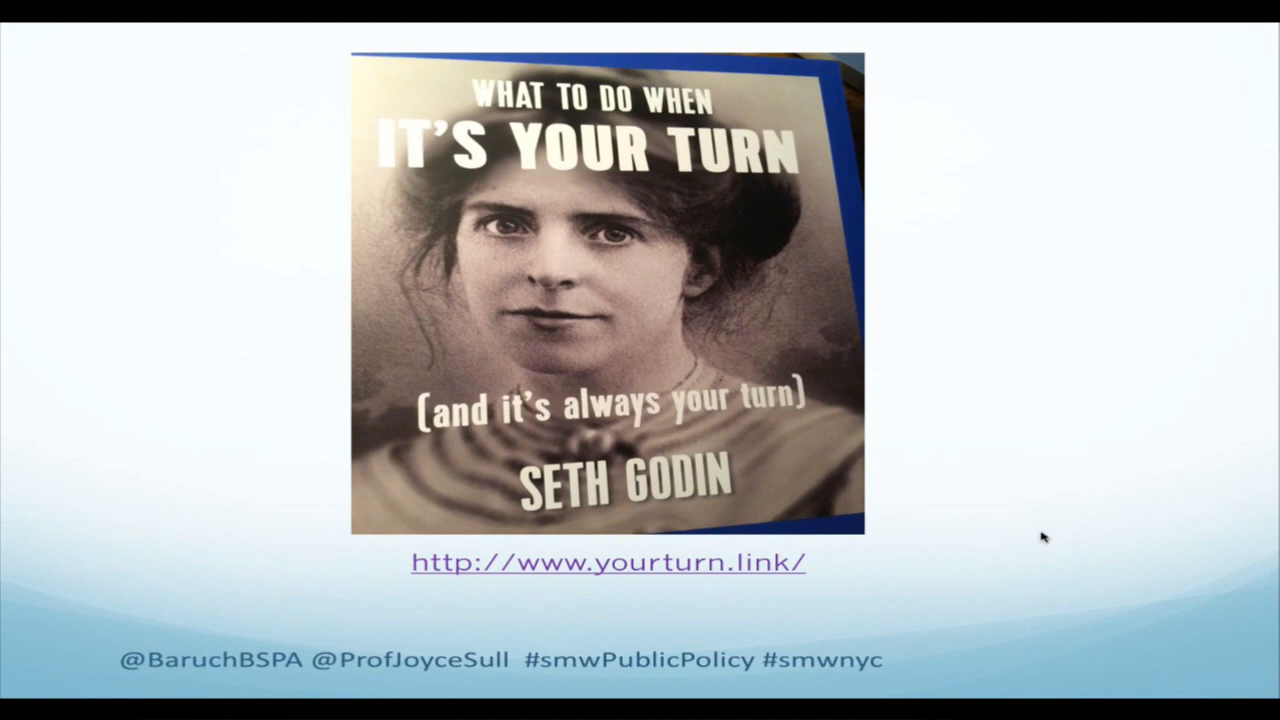 WHAT TO DO WHEN
IT'S YOUR TURN
(and it's always your turn)
SETH GODIN
http://www.yourturn.link/
@BaruchBSPA @ProfJoyceSull #smwPublicPolicy #smwnyc